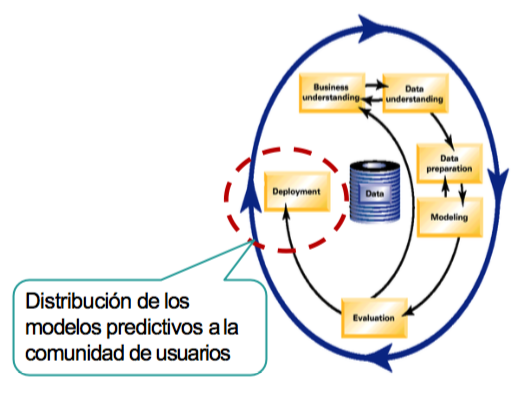 Business
understanding
Data
understanding
Data
preparation
Modeling
Evaluation
Deployment
Data
Distribución de los
modelos predictivos a la
comunidad de usuarios